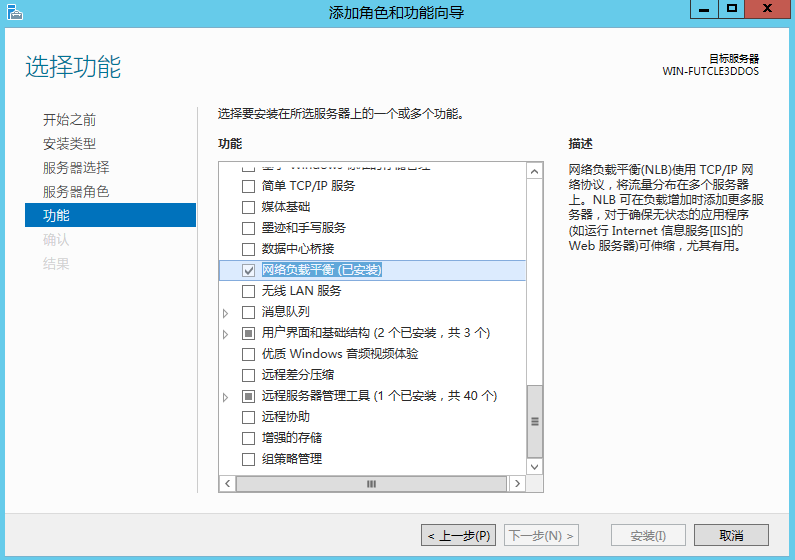 添加角色和功能向导
选择功能
目标服务器
WIN-FUTCLE3DDOS
开始之前
安装类型
服务器选择
服务器角色
功能
确认
结果
选择要安装在所选服务器上的一个或多个功能。
功能
简单 TCP/IP 服务
媒体基础
墨迹和手写服务
数据中心桥接
网络负载平衡 (已安装)
无线 LAN 服务
消息队列
用户界面和基础结构 (2 个已安装，共 3 个)
优质 Windows 音频视频体验
远程差分压缩
远程服务器管理工具 (1 个已安装，共 40 个)
远程协助
增强的存储
组策略管理
描述
网络负载平衡(NLB)使用 TCP/IP 网
络协议，将流量分布在多个服务器
上。NLB 可在负载增加时添加更多服
务器，对于确保无状态的应用程序
(如运行 Internet 信息服务[IIS]的
Web 服务器)可伸缩，尤其有用。
< 上一步(P)
下一步(N) >
安装(I)
取消